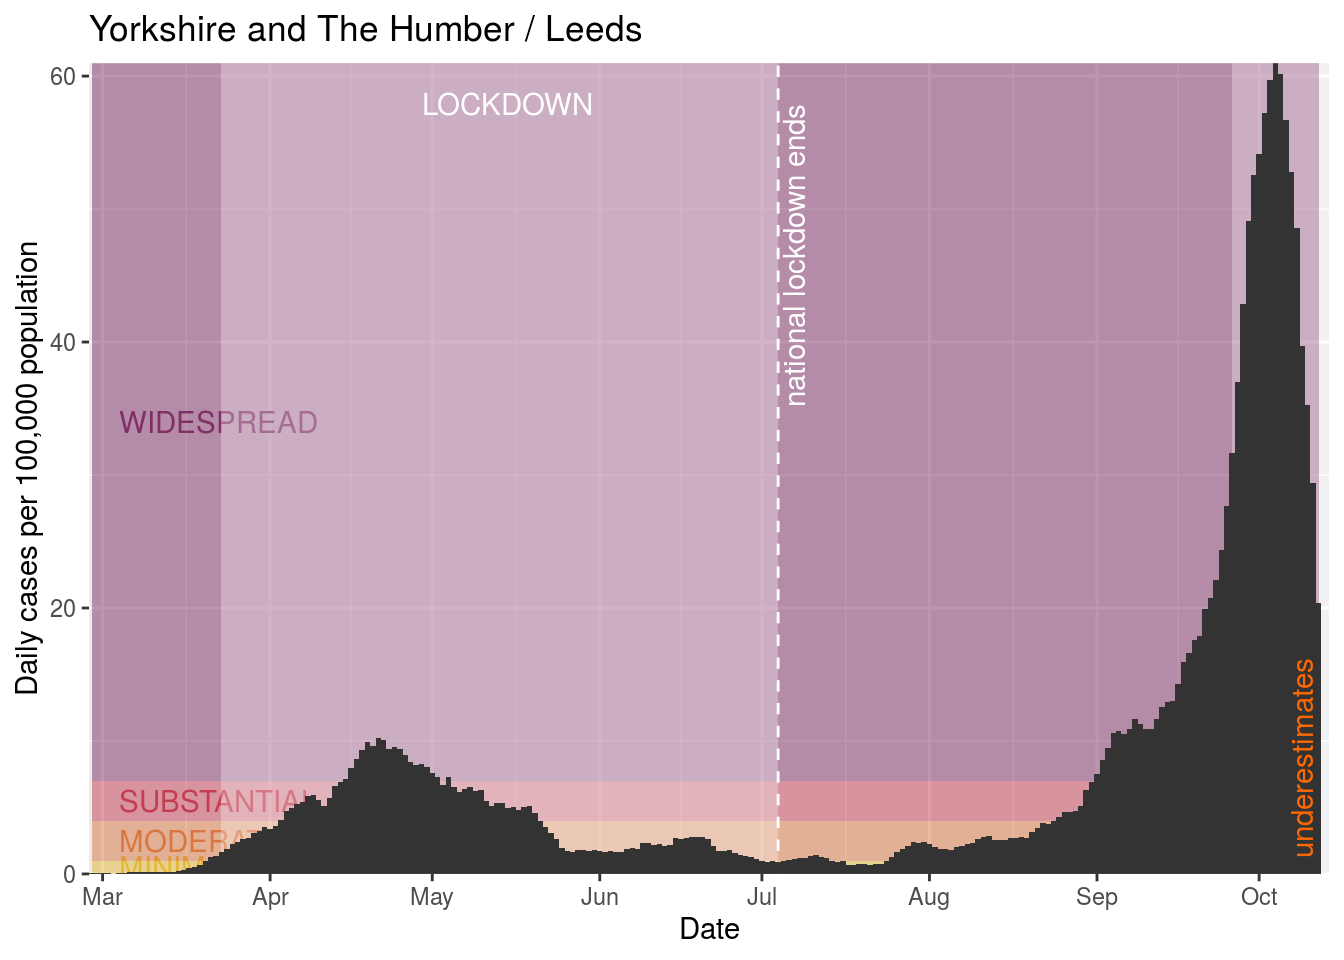 Yorkshire and The Humber / Leeds
60
40
20
0
Daily cases per 100,000 population
LOCKDOWN
national lockdown ends
WIDESPREAD
SUBSTANTIAL
underestimates
Mar
Apr
May
Jun
Jul
Aug
Sep
Oct
Date